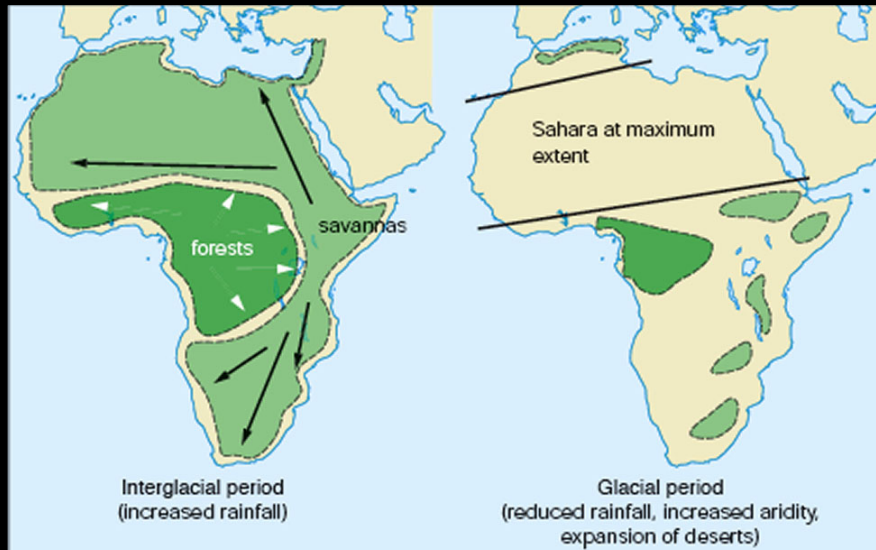 savannas
forests
Interglacial period
(increased rainfall)
Sahara at maximum
extent
Glacial period
(reduced rainfall, increased aridity,
expansion of deserts)